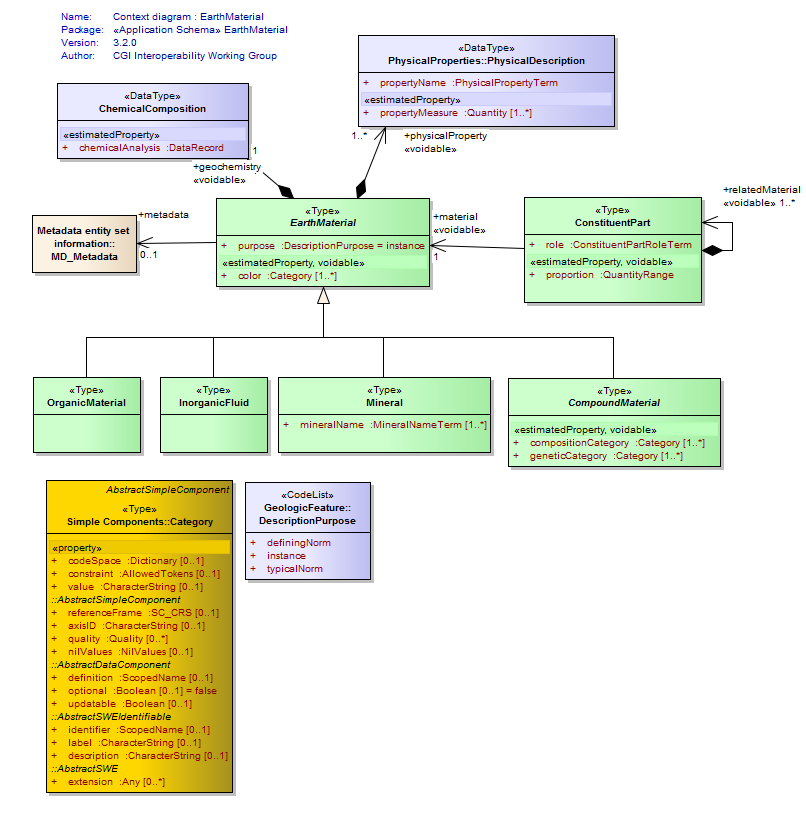 Name: Context diagram : EarthMaterial
Package: «Application Schema» EarthMaterial
Version: 3.2.0
Author: CGI Interoperability Working Group
«DataType»
PhysicalProperties::PhysicalDescription
+ propertyName :PhysicalPropertyTerm
«estimatedProperty»
+ propertyMeasure :Quantity [1..*]
«DataType»
ChemicalComposition
«estimatedProperty»
+ chemicalAnalysis :DataRecord
1..*
+physicalProperty
«voidable»
1
+geochemistry
«voidable»
Metadata entity set
information::
MD_Metadata
+metadata
0..1
«Type»
EarthMaterial
+ purpose :DescriptionPurpose = instance
«estimatedProperty, voidable»
+ color :Category [1..*]
+material
«voidable»
1
«Type»
ConstituentPart
+ role :ConstituentPartRoleTerm
«estimatedProperty, voidable»
+ proportion :QuantityRange
+relatedMaterial
«voidable» 1..*
«Type»
OrganicMaterial
«Type»
InorganicFluid
«Type»
Mineral
+ mineralName :MineralNameTerm [1..*]
«Type»
CompoundMaterial
«estimatedProperty, voidable»
+ compositionCategory :Category [1..*]
+ geneticCategory :Category [1..*]
AbstractSimpleComponent
«Type»
Simple Components::Category
«property»
+ codeSpace :Dictionary [0..1]
+ constraint :AllowedTokens [0..1]
+ value :CharacterString [0..1]
::AbstractSimpleComponent
+ referenceFrame :SC_CRS [0..1]
+ axisID :CharacterString [0..1]
+ quality :Quality [0..*]
+ nilValues :NilValues [0..1]
::AbstractDataComponent
+ definition :ScopedName [0..1]
+ optional :Boolean [0..1] = false
+ updatable :Boolean [0..1]
::AbstractSWEIdentifiable
+ identifier :ScopedName [0..1]
+ label :CharacterString [0..1]
+ description :CharacterString [0..1]
::AbstractSWE
+ extension :Any [0..*]
«CodeList»
GeologicFeature::
DescriptionPurpose
+ definingNorm
+ instance
+ typicalNorm